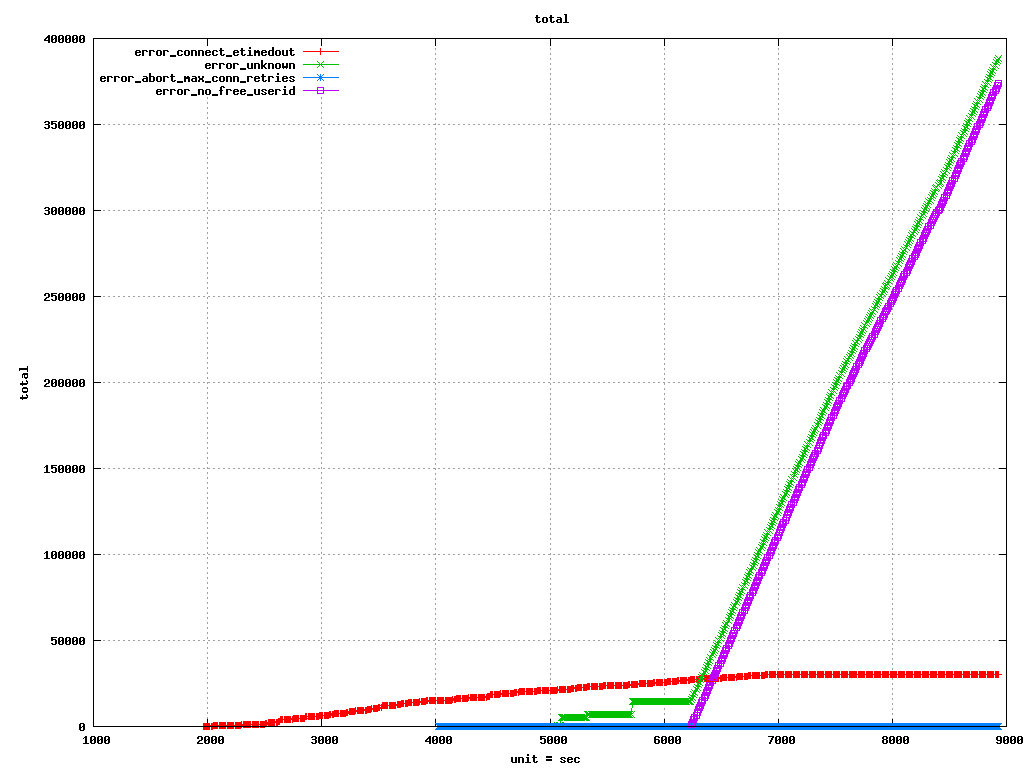 total
400000
350000
300000
250000
200000
150000
100000
50000
0
error_connect_etimedout
error_unknown
error_abort_max_conn_retries
error_no_free_userid
total
1000 2000 3000 4000 5000 6000 7000 8000 9000
unit = sec